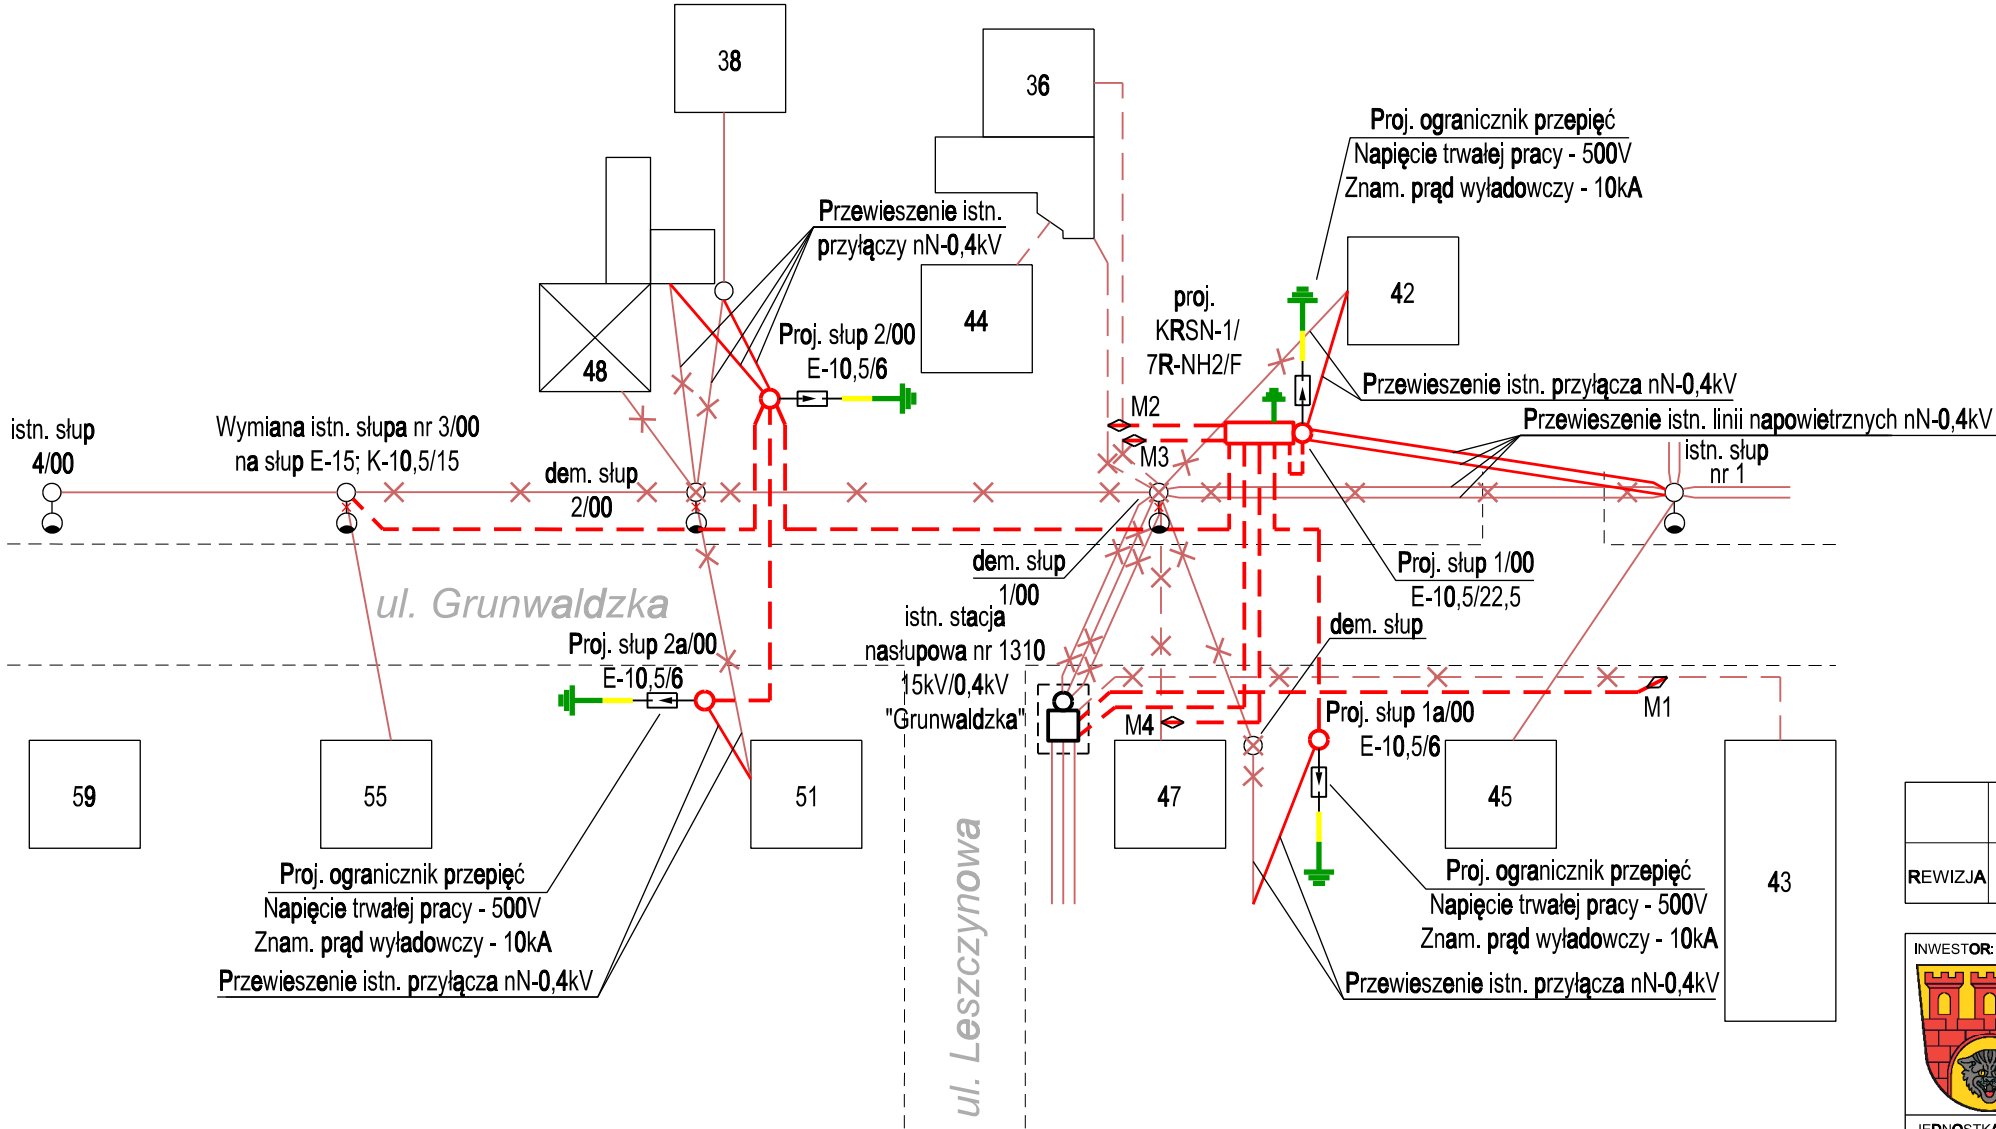 38
36
Proj. ogranicznik przepięć
Napięcie trwałej pracy - 500V
Znam. prąd wyładowczy - 10kA
Przewieszenie istn.
przyłączy nN-0,4kV
proj.
KRSN-1/
7R-NH2/F
42
44
Proj. słup 2/00
E-10,5/6
48
Przewieszenie istn. przyłącza nN-0,4kV
Przewieszenie istn. linii napowietrznych nN-0,4kV
M2
M3
istn. słup
4/00
Wymiana istn. słupa nr 3/00
na słup E-15; K-10,5/15
dem. słup
2/00
istn. słup
nr 1
dem. słup
1/00
Proj. słup 1/00
E-10,5/22,5
ul. Grunwaldzka
istn. stacja
nasłupowa nr 1310
15kV/0,4kV
"Grunwaldzka"
dem. słup
Proj. słup 2a/00
E-10,5/6
M4
Proj. słup 1a/00
E-10,5/6
M1
59
55
51
47
45
43
Proj. ogranicznik przepięć
Napięcie trwałej pracy - 500V
Znam. prąd wyładowczy - 10kA
Przewieszenie istn. przyłącza nN-0,4kV
ul. Leszczynowa
Proj. ogranicznik przepięć
Napięcie trwałej pracy - 500V
Znam. prąd wyładowczy - 10kA
Przewieszenie istn. przyłącza nN-0,4kV
REWIZJA
INWESTOR: